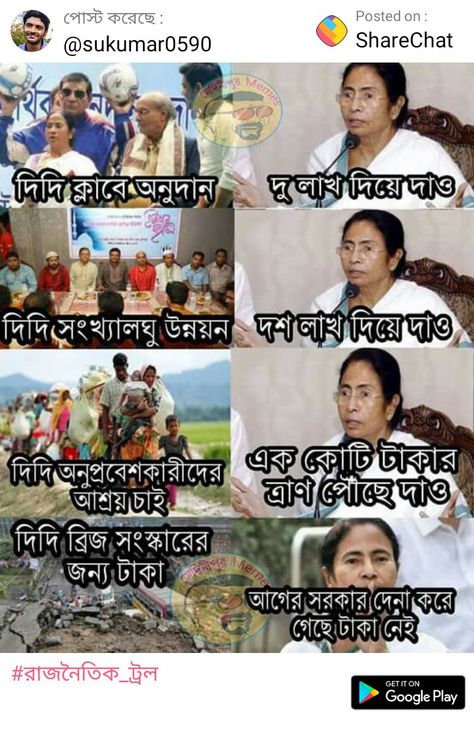 পোস্ট করেছে :
@sukumar0590
Posted on :
ShareChat
দিদি ক্লাবে অনুদান
দু লাখ দিয়ে দাও
দিদি সংখ্যালঘু উন্নয়ন
দশ লাখ দিয়ে দাও
দিদি অনুপ্রবেশকারীদের
আশ্রয় চাই
এক কোটি টাকার
ত্রাণ পৌছে দাও
দিদি ব্রিজ সংস্কারের
জন্য টাকা
আগের সরকার দেনা করে
গেছে টাকা নেই
#রাজনৈতিক_ট্রল
GET IT ON
Google Play